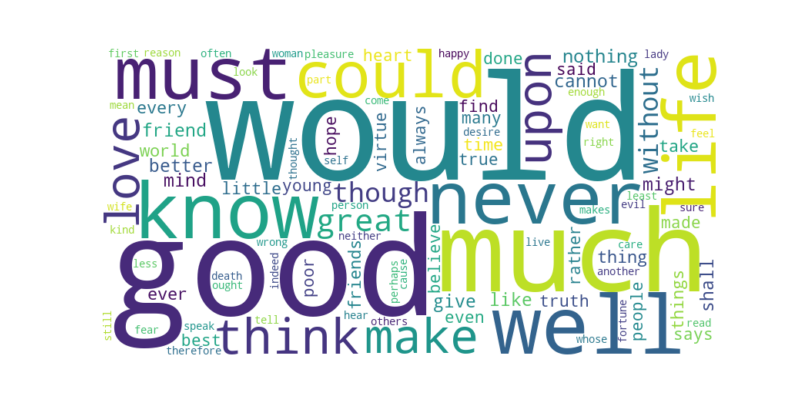 first reason often woman pleasure heart happy done nothing lady
must could would upon said cannot life
look part come find many enough without wish
mean every friend love world better mind
hope thought self virtue always desire time true
want right take feel might least sure
know little young though never
person great neither makes evil made
wife kind less good wrong indeed death ought ever poor
friends perhaps cause believe much live rather care thing another
give like truth even hear others
people things shall fortune says read
still fear speak best therefore tell think make well whose